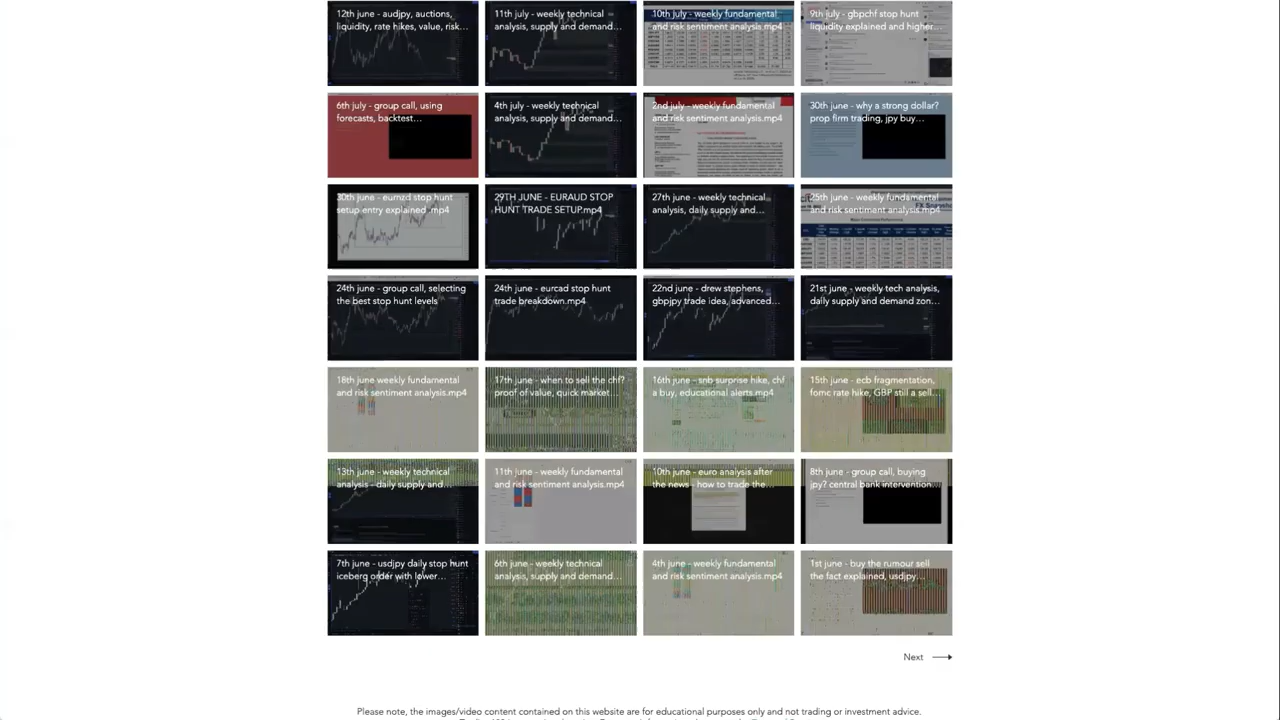 12th june - audjpy, auctions,
liquidity, rate hikes, value, risk...
11th july - weekly technical
analysis, supply and demand...
10th july - weekly fundamental
and risk sentiment analysis.mp4
9th july - gbpchf stop hunt
liquidity explained and higher...
6th july - group call, using
forecasts, backtest...
4th july - weekly technical
analysis, supply and demand...
2nd july - weekly fundamental
and risk sentiment analysis.mp4
30th june - why a strong dollar?
prop firm trading, jpy buy...
30th june - eurnzd stop hunt
setup entry explained .mp4
29TH JUNE - EURAUD STOP
HUNT TRADE SETUP.mp4
27th june - weekly technical
analysis, daily supply and...
25th june - weekly fundamental
and risk sentiment analysis.mp4
24th june - group call, selecting
the best stop hunt levels
24th june - eurcad stop hunt
trade breakdown.mp4
22nd june - drew stephens,
gbpjpy trade idea, advanced...
21st june - weekly tech analysis,
daily supply and demand zon...
18th june weekly fundamental
and risk sentiment analysis.mp4
17th june - when to sell the chf?
proof of value, quick market...
16th june - snb surprise hike, chf
a buy, educational alerts.mp4
15th june - ecb fragmentation,
fomc rate hike, GBP still a sell...
13th june - weekly technical
analysis - daily supply and...
11th june - weekly fundamental
and risk sentiment analysis.mp4
10th june - euro analysis after
the news - how to trade the...
8th june - group call, buying
jpy? central bank intervention...
7th june - usdjpy daily stop hunt
iceberg order with lower...
6th june - weekly technical
analysis, supply and demand...
4th june - weekly fundamental
and risk sentiment analysis.mp4
1st june - buy the rumour sell
the fact explained, usdjpy...
Next
Please note, the images/video content contained on this website are for educational purposes only and not trading or investment advice.